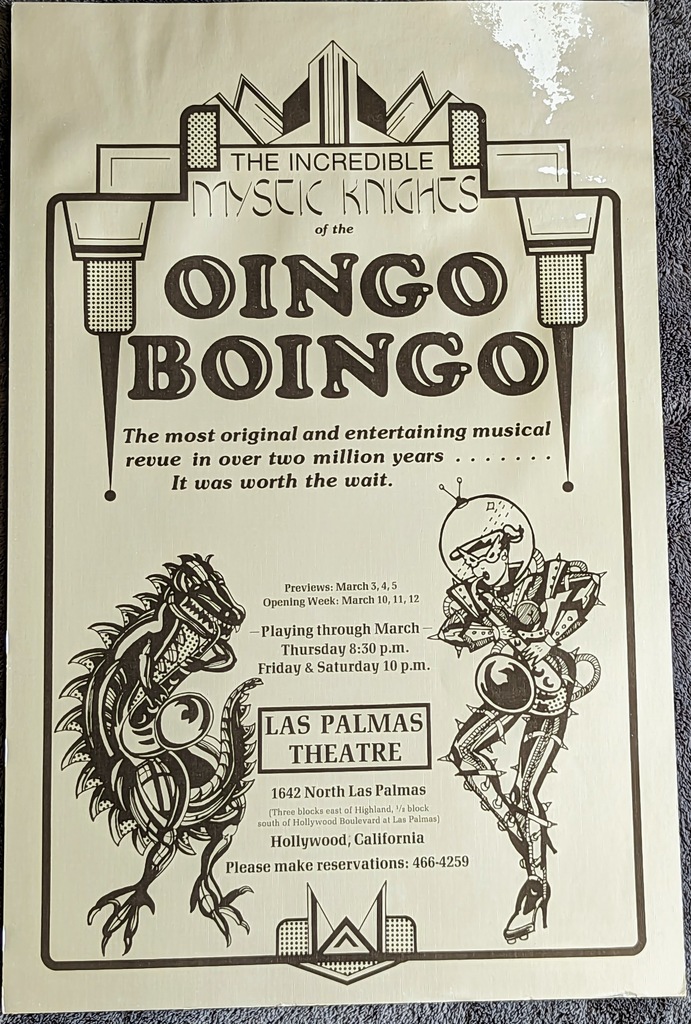 THE INCREDIBLE
MYSTIC KNIGHTS
of the
OINGO
BOINGO
The most original and entertaining musical
revue in over two million years . . . . . . .
It was worth the wait.
Previews: March 3, 4, 5
Opening Week: March 10, 11, 12
—Playing through March—
Thursday 8:30 p.m.
Friday & Saturday 10 p.m.
LAS PALMAS
THEATRE
1642 North Las Palmas
(Three blocks east of Highland, ½ block
south of Hollywood Boulevard at Las Palmas)
Hollywood, California
Please make reservations: 466-4259